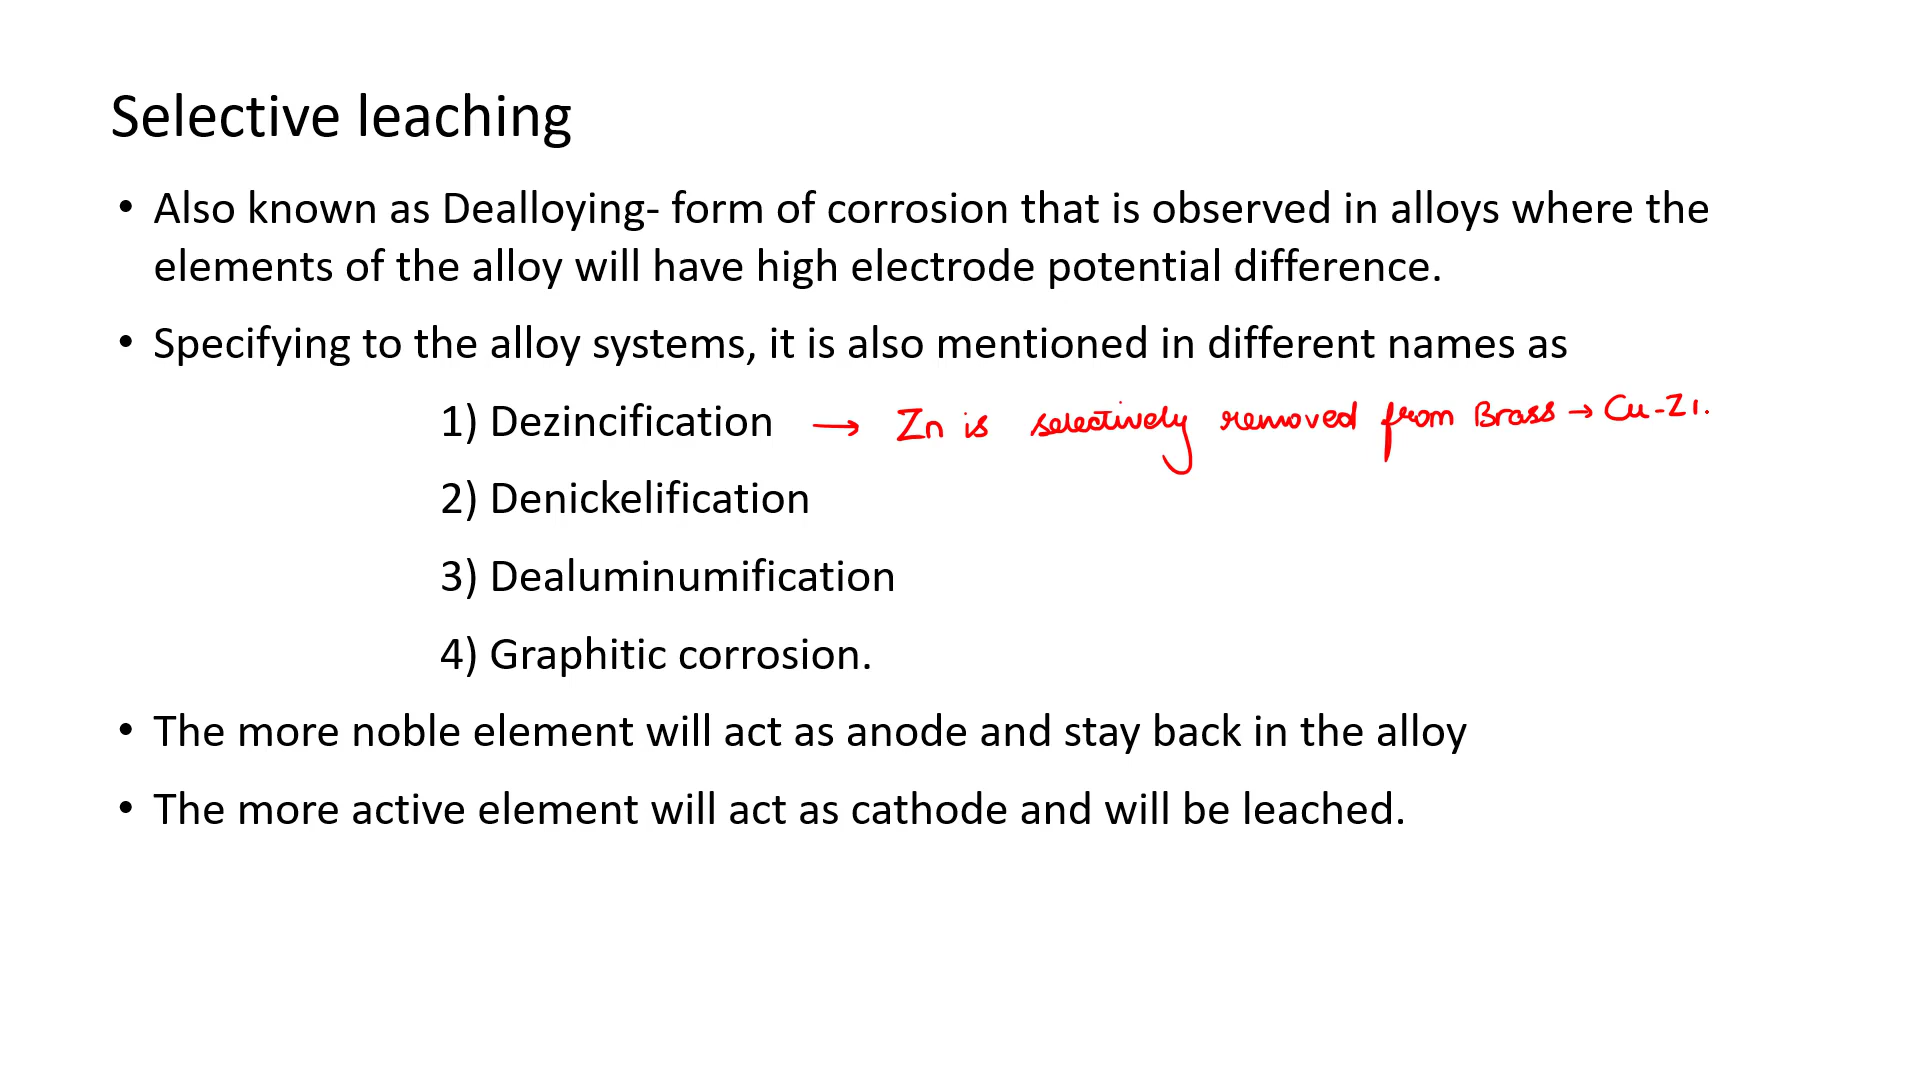 Selective leaching
• Also known as Dealloying- form of corrosion that is observed in alloys where the
elements of the alloy will have high electrode potential difference.
• Specifying to the alloy systems, it is also mentioned in different names as
1) Dezincification → Zn is selectively removed from Brass → Cu-Zn
2) Denickelification
3) Dealuminumification
4) Graphitic corrosion.
• The more noble element will act as anode and stay back in the alloy
• The more active element will act as cathode and will be leached.